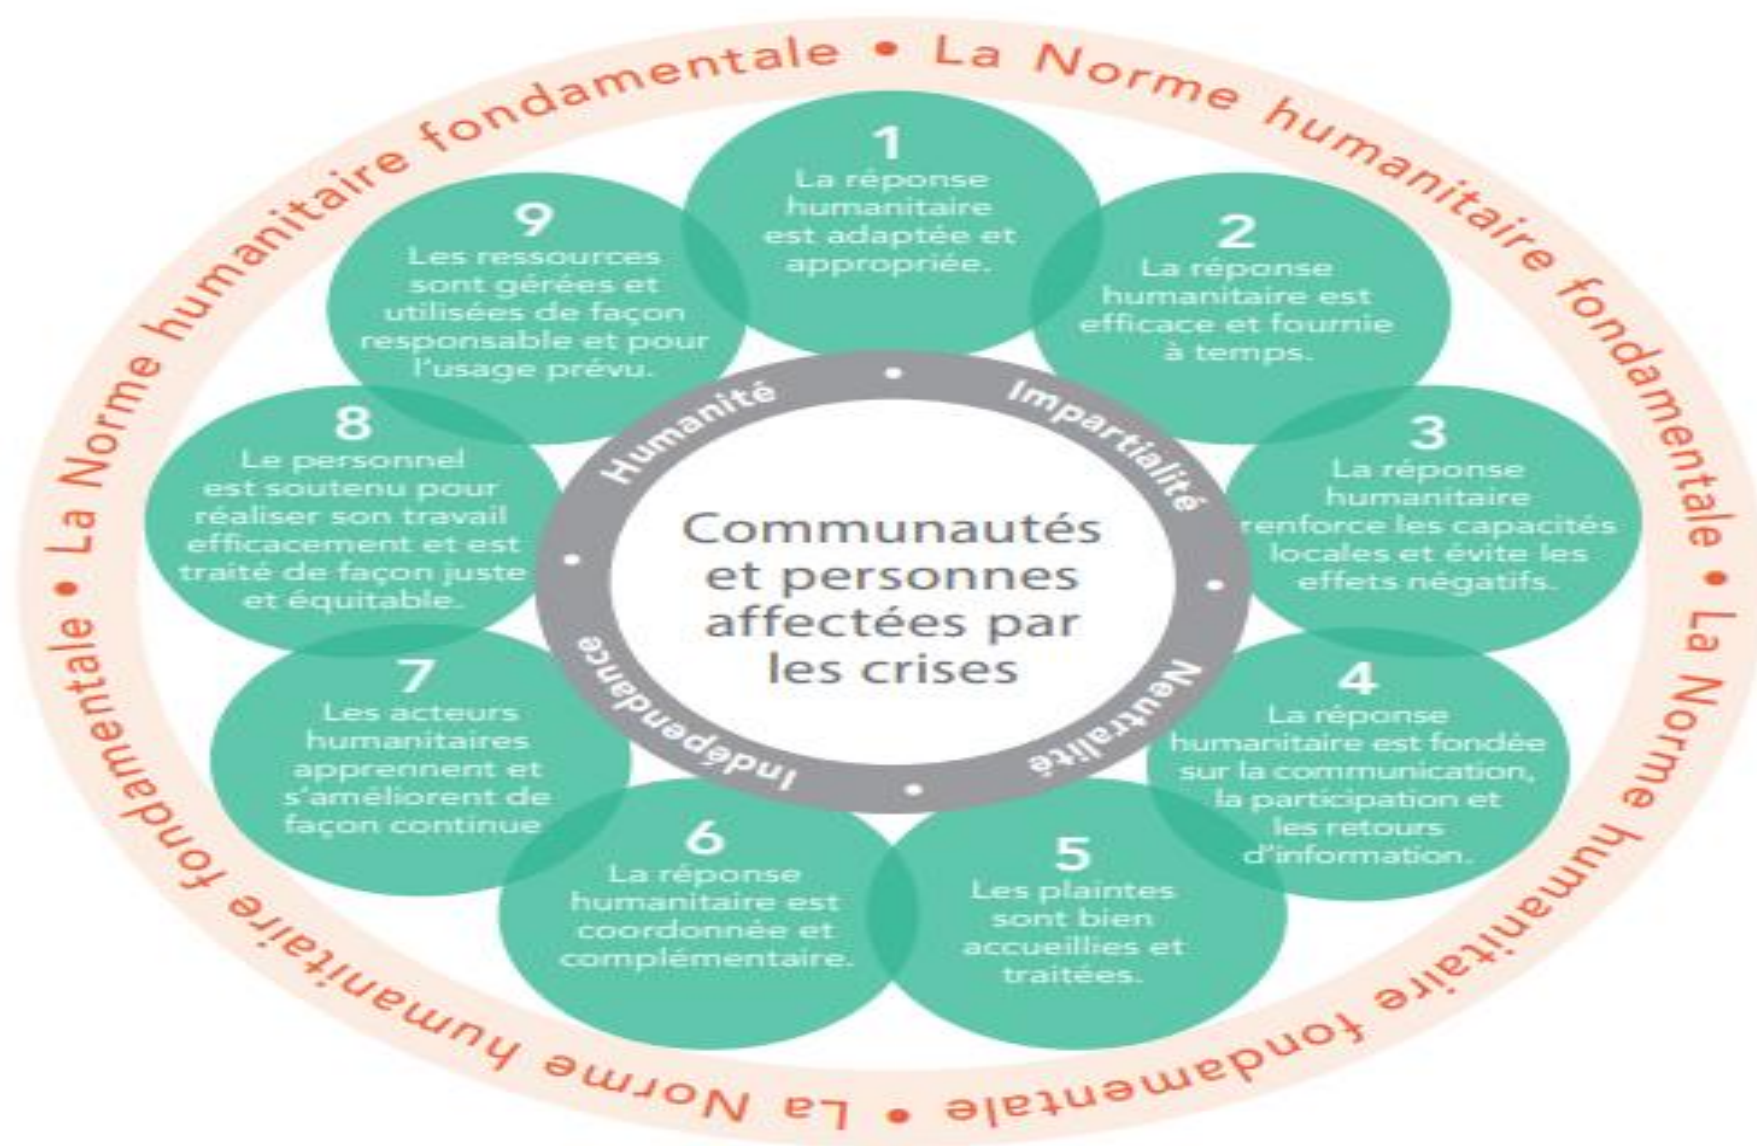 La Norme humanitaire fondamentale • La Norme humanitaire fondamentale • La Norme humanitaire fondamentale • La Norme humanitaire fondamentale •
1
La réponse
humanitaire
est adaptée et
appropriée.
2
La réponse
humanitaire est
efficace et fournie
à temps.
3
La réponse
humanitaire
renforce les capacités
locales et évite les
effets négatifs.
4
La réponse
humanitaire est fondée
sur la communication,
la participation et
les retours
d'information.
5
Les plaintes
sont bien
accueillies et
traitées.
6
La réponse
humanitaire est
coordonnée et
complémentaire.
7
Les acteurs
humanitaires
apprennent et
s'améliorent de
façon continue
8
Le personnel
est soutenu pour
réaliser son travail
efficacement et est
traité de façon juste
et équitable.
9
Les ressources
sont gérées et
utilisées de façon
responsable et pour
l'usage prévu.
Humanité • Impartialité • Neutralité • Indépendance •
Communautés
et personnes
affectées par
les crises